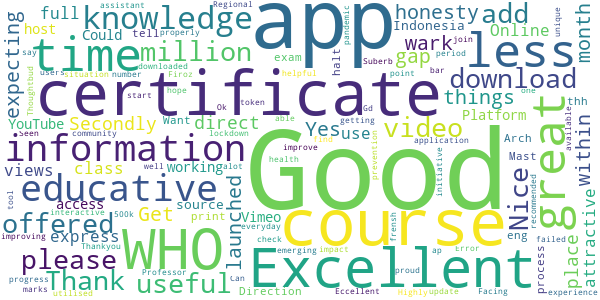 Good
app
certificate
course
Excellent
WHO
great
time
less
information
educative
knowledge
useful
video
download
million
offered
please
Thank
Nice
add
honesty
Within
place
attractive
month
things
Yes
use
wark
gap
full
Could
tell
host
expecting
YouTube
Secondly
direct
views
class
working
Get
access
source
print
express
Vimeo
Direction
launched
Indonesia
Online
Platform
halt
exam
eng
process
Arch
Mast
thh
assistant
Regional
pandemic
properly
join
unique
Suberb
period
bar
point
helpful
say
users
downloaded
situation
number
Firoz
Thoughtbud
start
hope
Ok
token
Gd
able
getting
one
seen
community
Want
lockdown
improve
find
application
available
recommended
improving
well
alot
health
prevention
initiative
tool
interactive
500k
everyday
check
emerging
impact
frensh
ap
Error
failed
experience
Thankyou
progress
marks
utilised
Professor
Can
Facing
Eccellent
Highly
update
proud